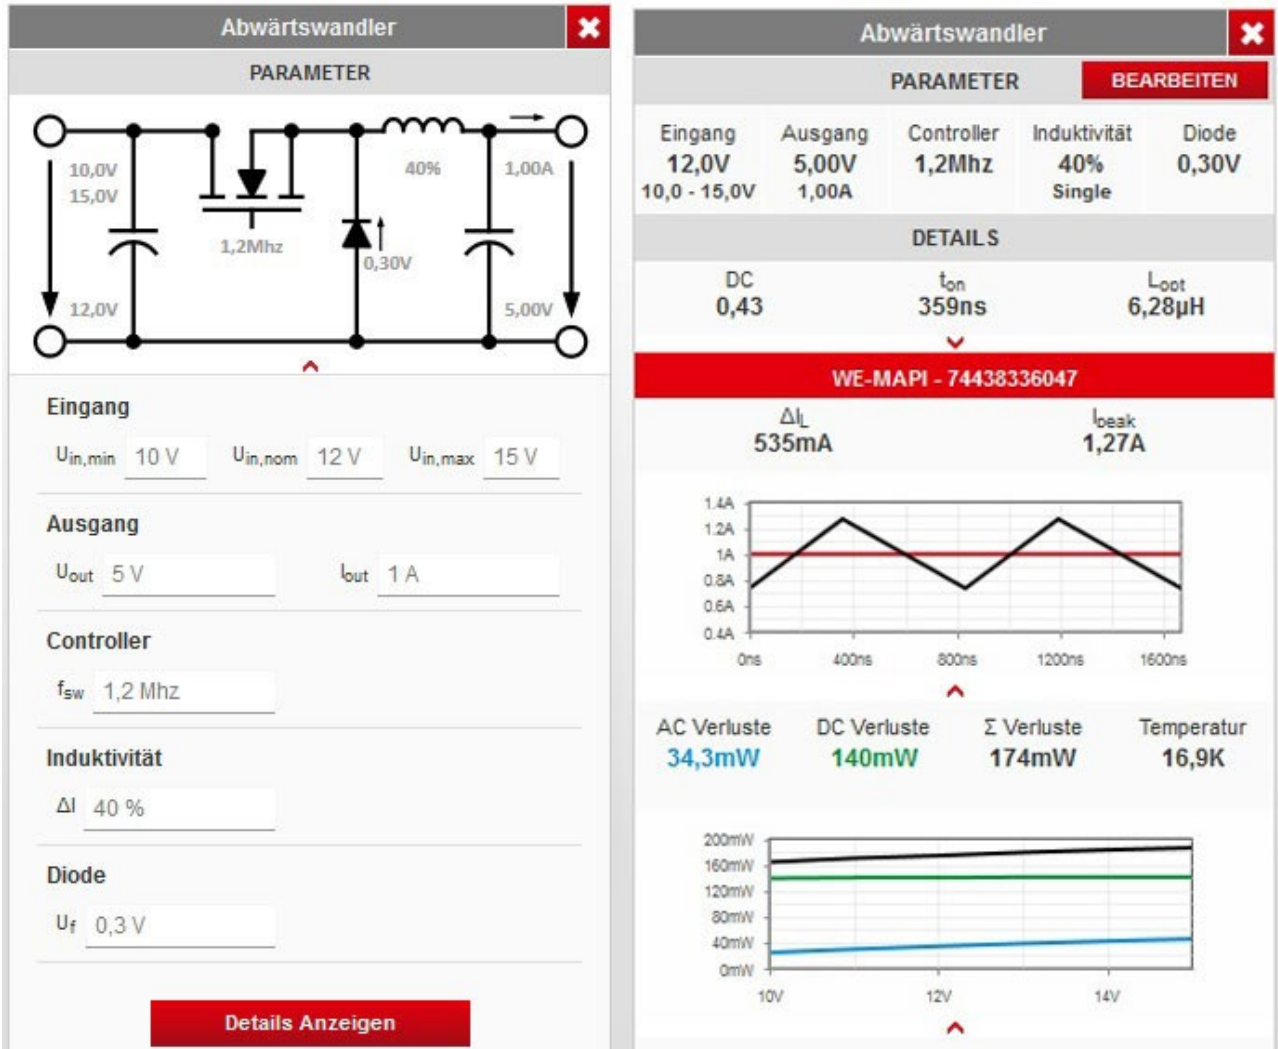 Abwärtswandler
PARAMETER
10,0V
15,0V
40%
1,00A
1,2Mhz
0,30V
12,0V
5,00V
Eingang
Uin,min 10 V Uin,nom 12 V Uin,max 15 V
Ausgang
Uout 5 V Iout 1 A
Controller
fsw 1,2 Mhz
Induktivität
ΔI 40 %
Diode
Uf 0,3 V
Details Anzeigen
Abwärtswandler
PARAMETER BEARBEITEN
Eingang Ausgang Controller Induktivität Diode
12,0V 5,00V 1,2Mhz 40% 0,30V
10,0 - 15,0V 1,00A Single
DETAILS
DC ton Lopt
0,43 359ns 6,28µH
WE-MAPI - 74438336047
ΔIL Ipeak
535mA 1,27A
1.4A
1.2A
1A
0.8A
0.6A
0.4A
0ns 400ns 800ns 1200ns 1600ns
AC Verluste DC Verluste Σ Verluste Temperatur
34,3mW 140mW 174mW 16,9K
200mW
160mW
120mW
80mW
40mW
0mW
10V 12V 14V